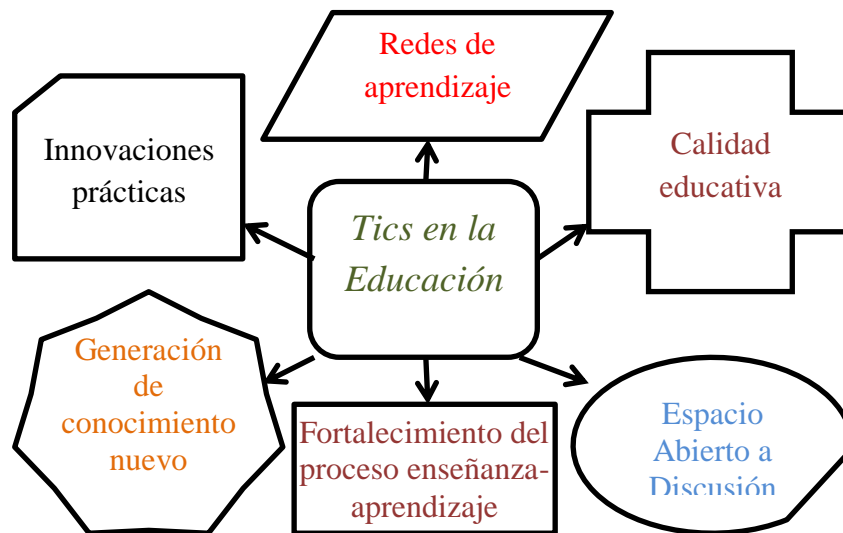 Redes de
aprendizaje
Innovaciones
prácticas
Calidad
educativa
Tics en la
Educación
Generación
de
conocimiento
nuevo
Fortalecimiento del
proceso enseñanza-
aprendizaje
Espacio
Abierto a
Discusión